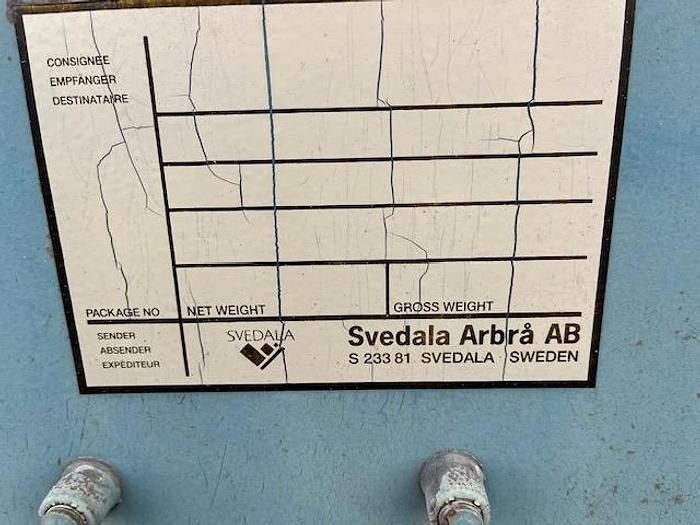 CONSIGNEE
EMPFÄNGER
DESTINATAIRE
PACKAGE NO NET WEIGHT GROSS WEIGHT
SENDER
ABSENDER
EXPÉDITEUR
SVEDALA
Svedala Arbrå AB
S 233 81 SVEDALA SWEDEN